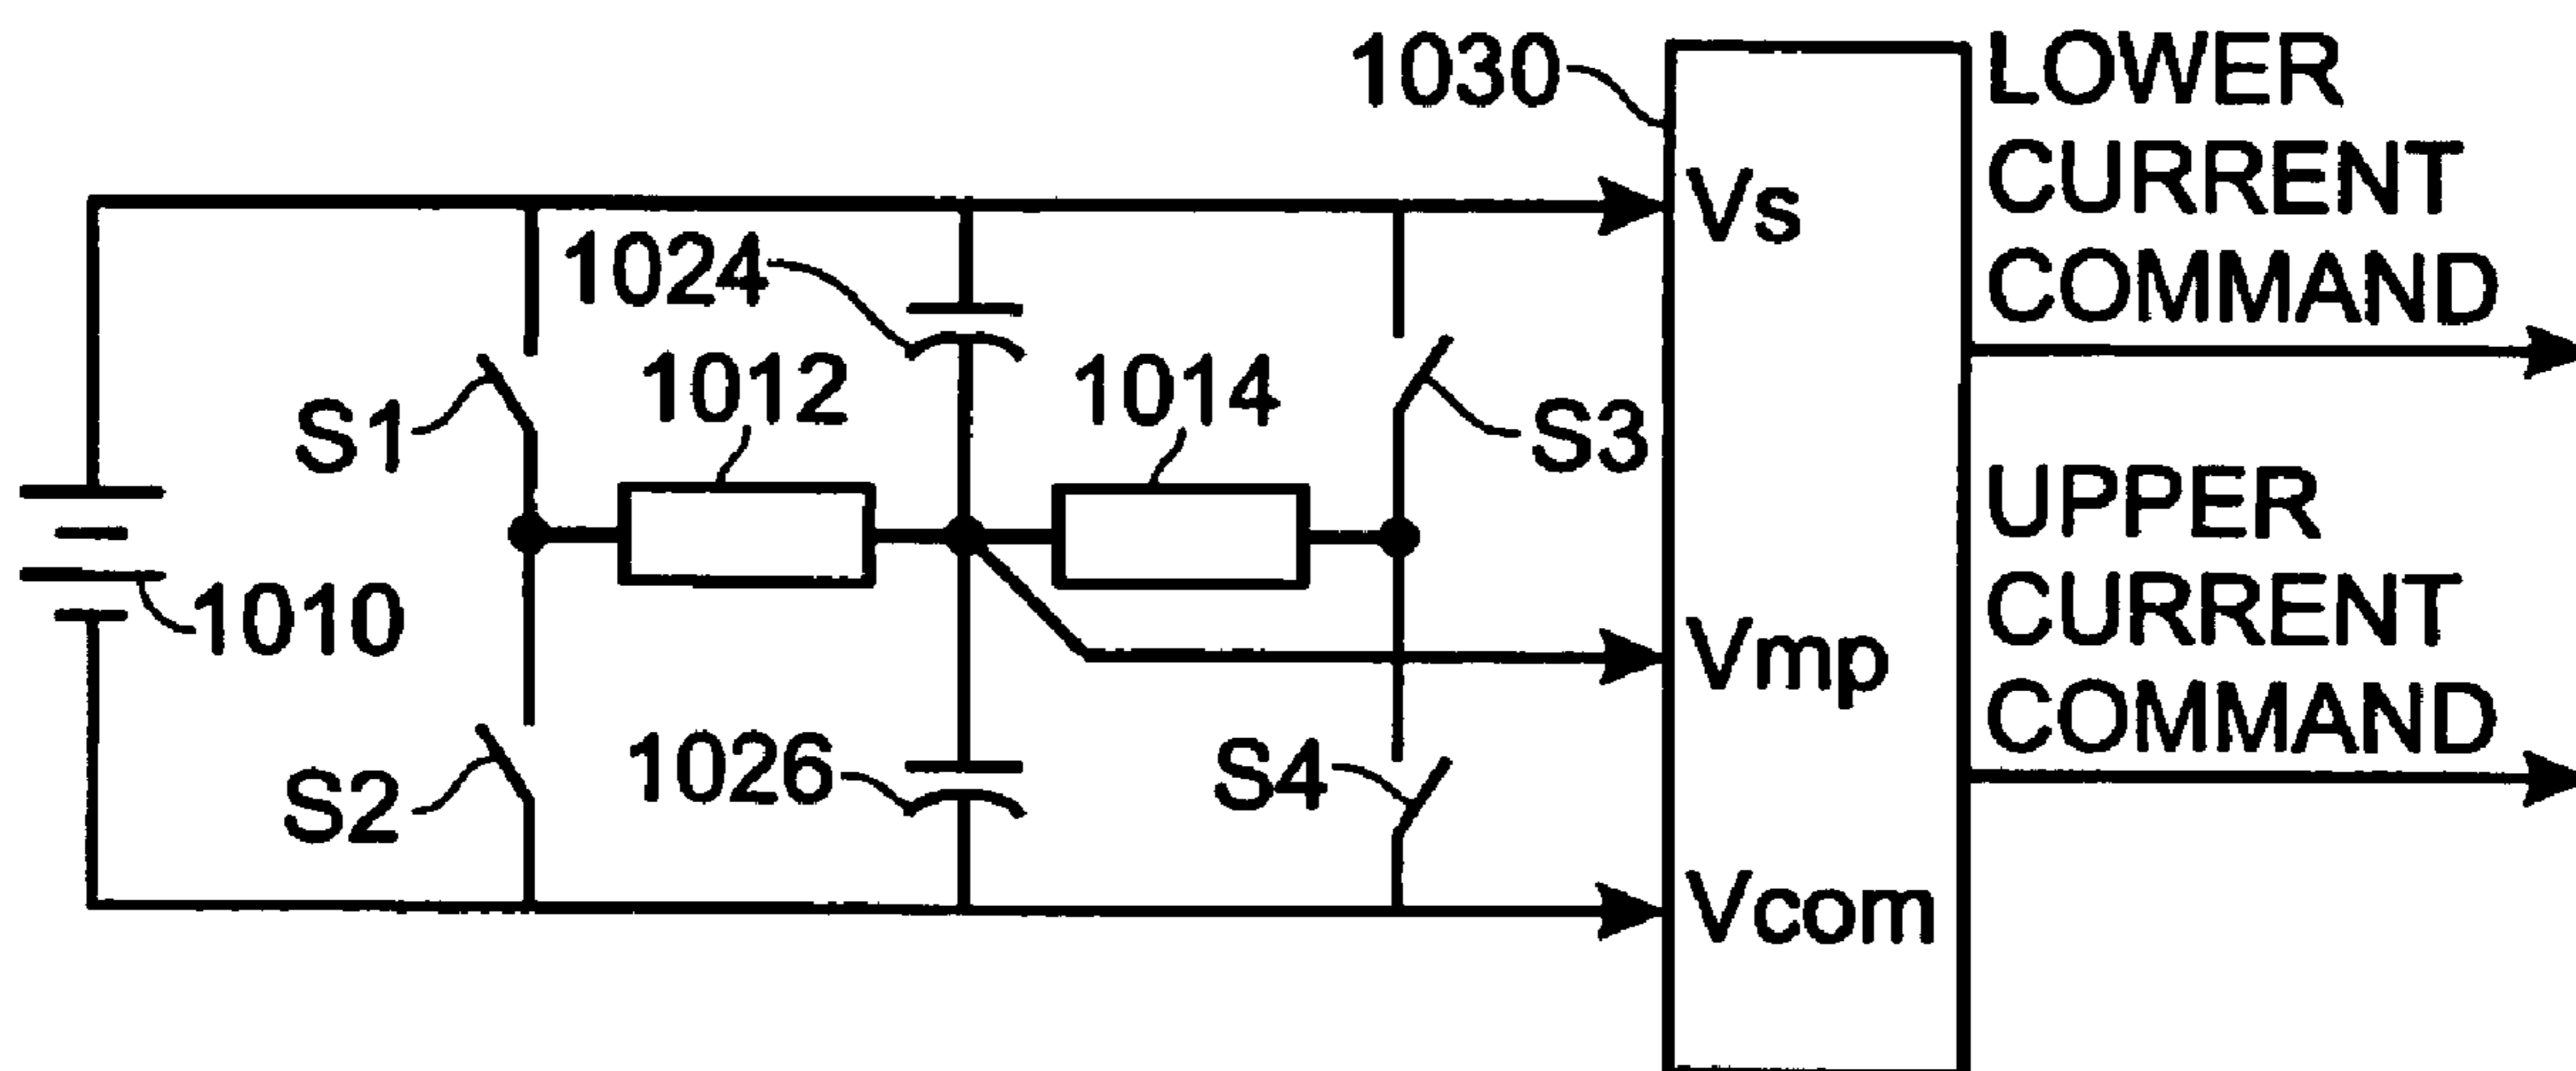 1030
LOWER
CURRENT
COMMAND
Vs
1024
1012
1014
S1
S3
UPPER
CURRENT
COMMAND
1010
Vmp
S2
1026
S4
Vcom